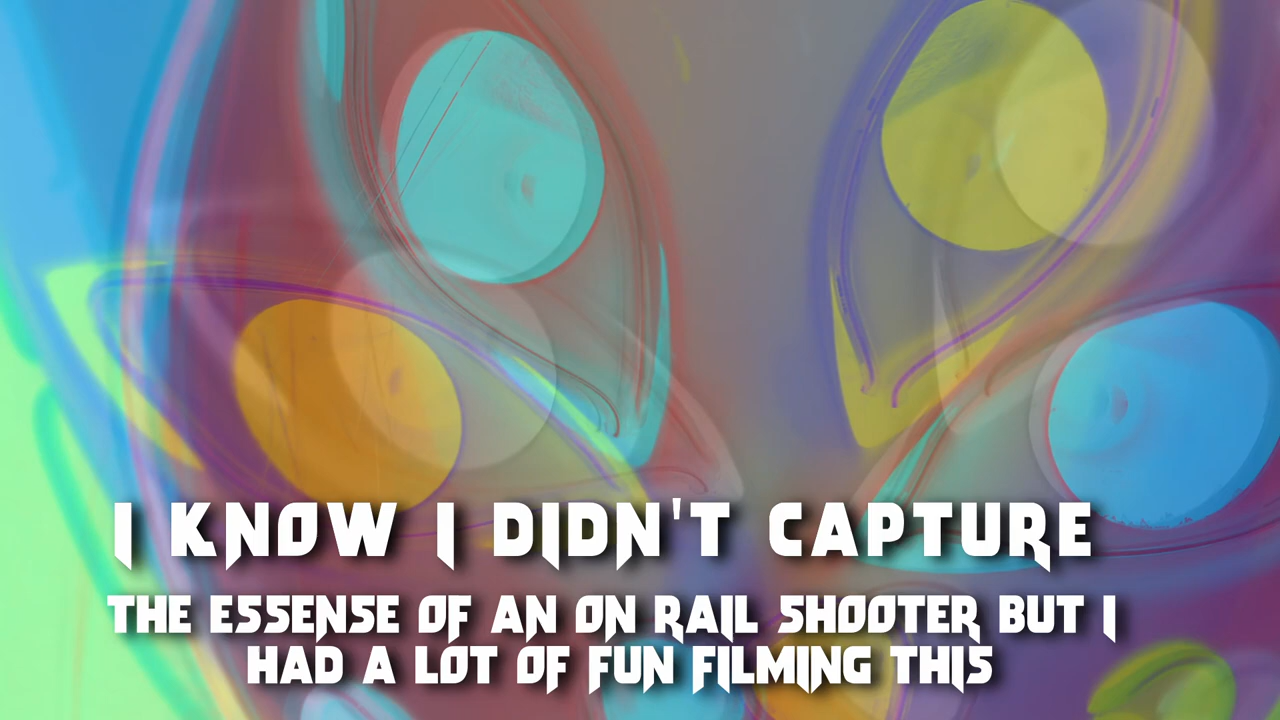 I KNOW I DIDN'T CAPTURE
THE ESSENSE OF AN ON RAIL SHOOTER BUT I
HAD A LOT OF FUN FILMING THIS